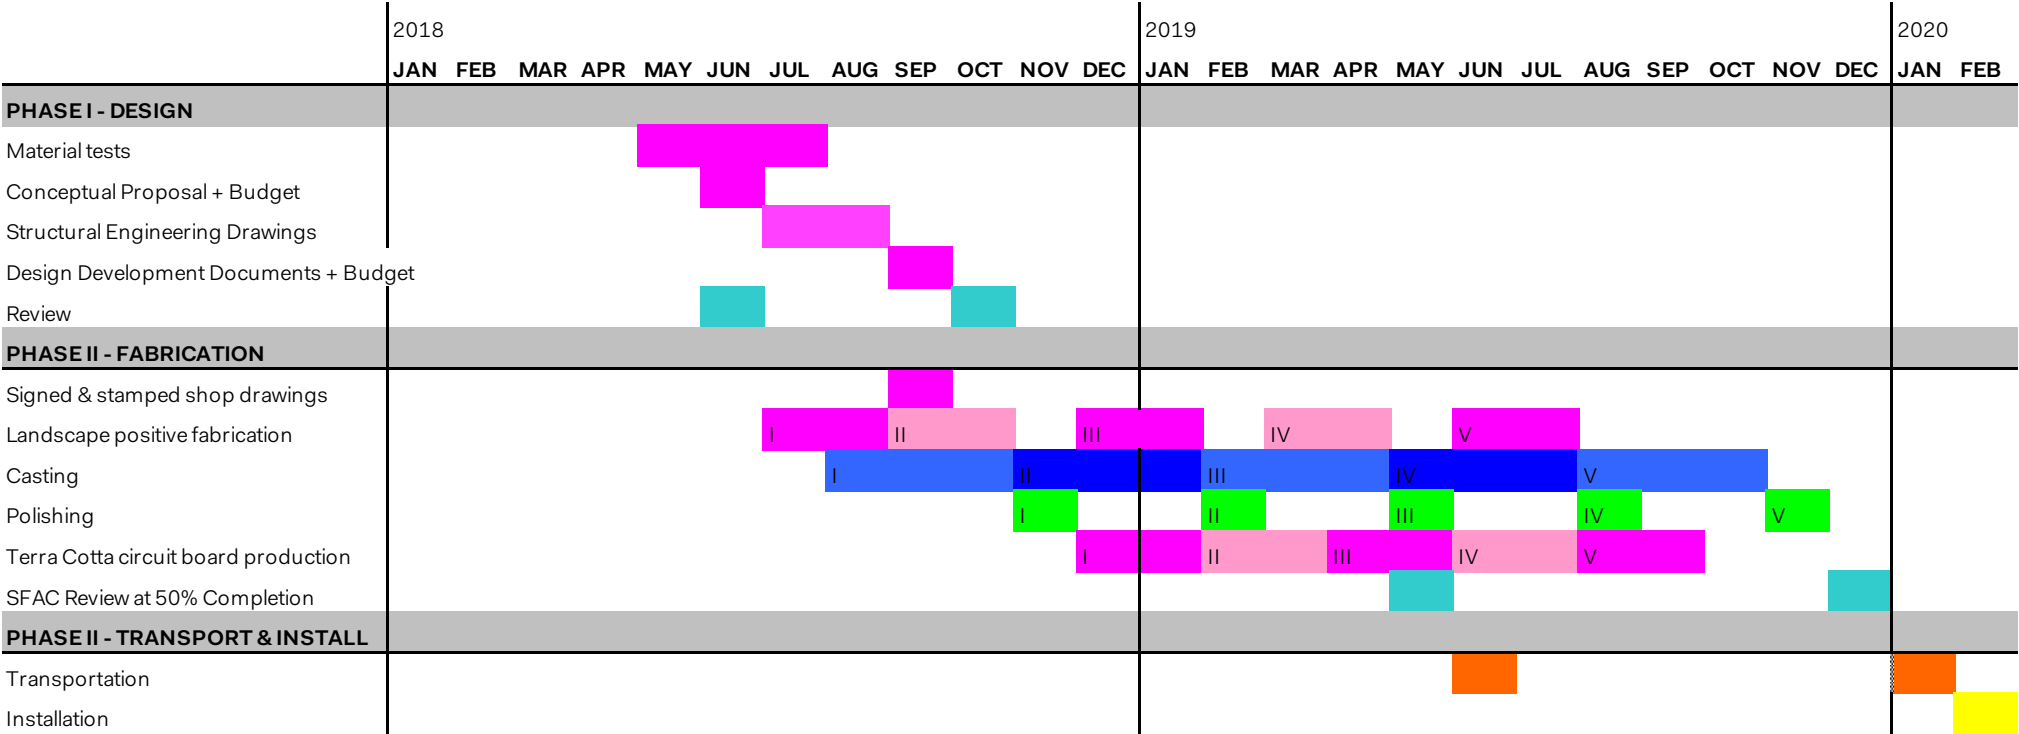 2018 2019 2020
JAN FEB MAR APR MAY JUN JUL AUG SEP OCT NOV DEC JAN FEB MAR APR MAY JUN JUL AUG SEP OCT NOV DEC JAN FEB
PHASE I - DESIGN
Material tests
Conceptual Proposal + Budget
Structural Engineering Drawings
Design Development Documents + Budget
Review
PHASE II - FABRICATION
Signed & stamped shop drawings
Landscape positive fabrication I II III IV V
Casting I II III IV V
Polishing I II III IV V
Terra Cotta circuit board production I II III IV V
SFAC Review at 50% Completion
PHASE II - TRANSPORT & INSTALL
Transportation
Installation